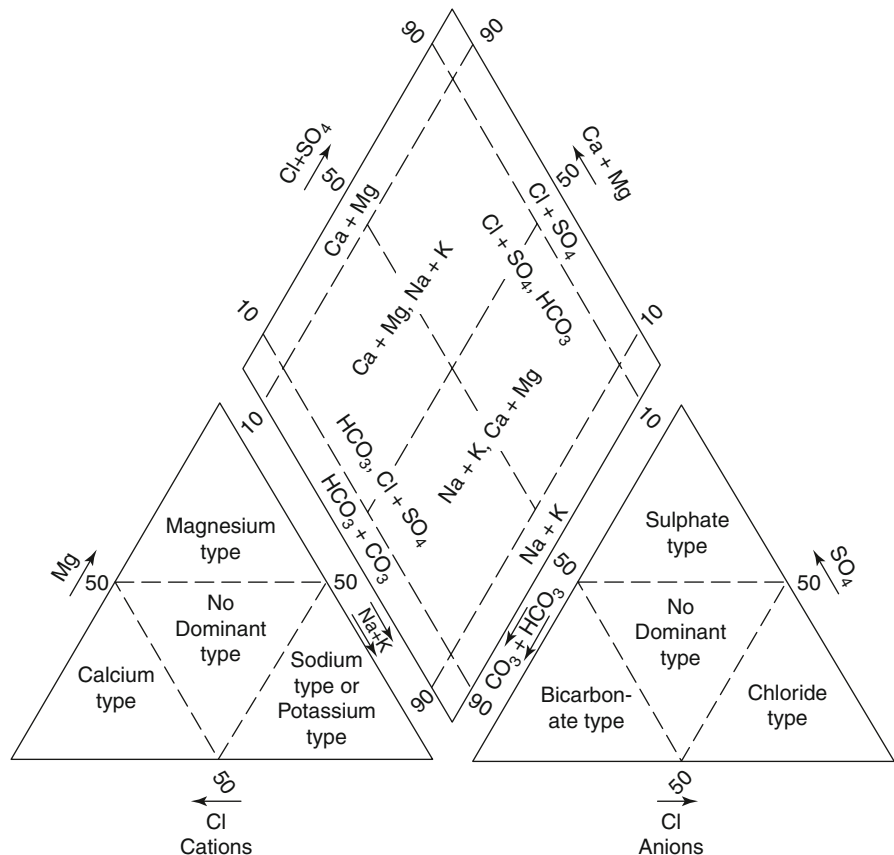 90
90
Cl+SO4
50
Ca + Mg
50
Ca + Mg
Cl + SO4
Cl + SO4, HCO3
Ca + Mg, Na + K
10
10
10
10
HCO3, Cl + SO4
Na + K, Ca + Mg
HCO3 + CO3
Na + K
Magnesium
type
Sulphate
type
Mg
50
50
Na+K
50
CO3 + HCO3
50
SO4
No
Dominant
type
No
Dominant
type
Calcium
type
Sodium
type or
Potassium
type
90
90
Bicarbon-
ate type
Chloride
type
50
50
Cl
Cations
Cl
Anions